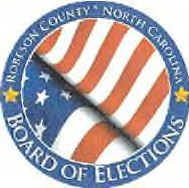 ROBESON COUNTY * NORTH CAROLINA
BOARD OF ELECTIONS